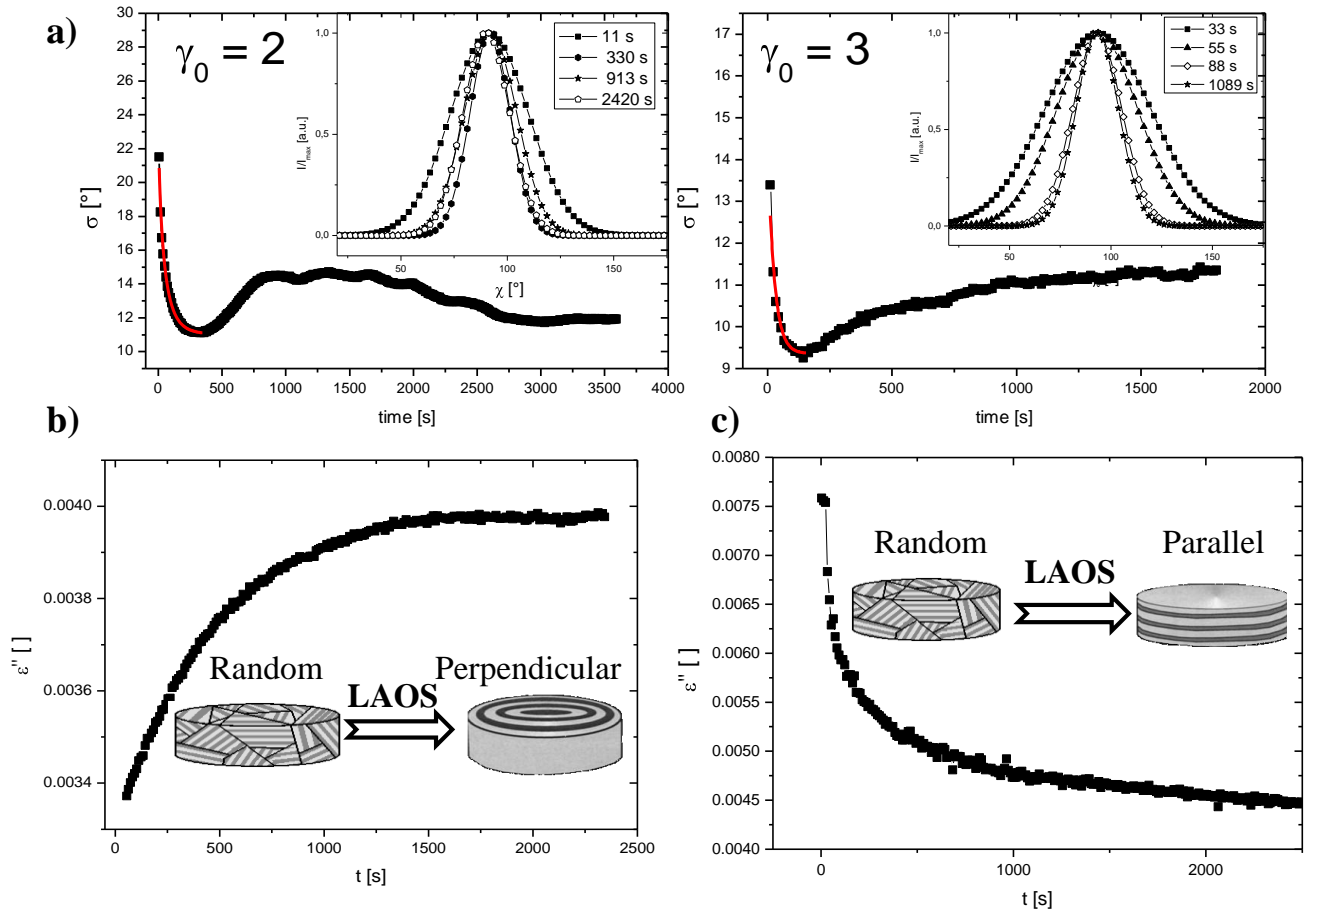 a)
γ0 = 2
30
28
26
24
22
20
18
16
14
12
10
σ [°]
0 500 1000 1500 2000 2500 3000 3500 4000
time [s]
1,0
0,5
0,0
I/Imax [a.u.]
50 100 150
χ [°]
11 s
330 s
913 s
2420 s
γ0 = 3
17
16
15
14
13
12
11
10
9
σ [°]
0 500 1000 1500 2000
time [s]
1,0
0,5
0,0
I/Imax [a.u.]
50 100 150
33 s
55 s
88 s
1089 s
b)
0.0040
0.0038
0.0036
0.0034
ε" [ ]
0 500 1000 1500 2000 2500
t [s]
Random
LAOS
Perpendicular
c)
0.0080
0.0075
0.0070
0.0065
0.0060
0.0055
0.0050
0.0045
0.0040
ε" [ ]
0 1000 2000
t [s]
Random
LAOS
Parallel